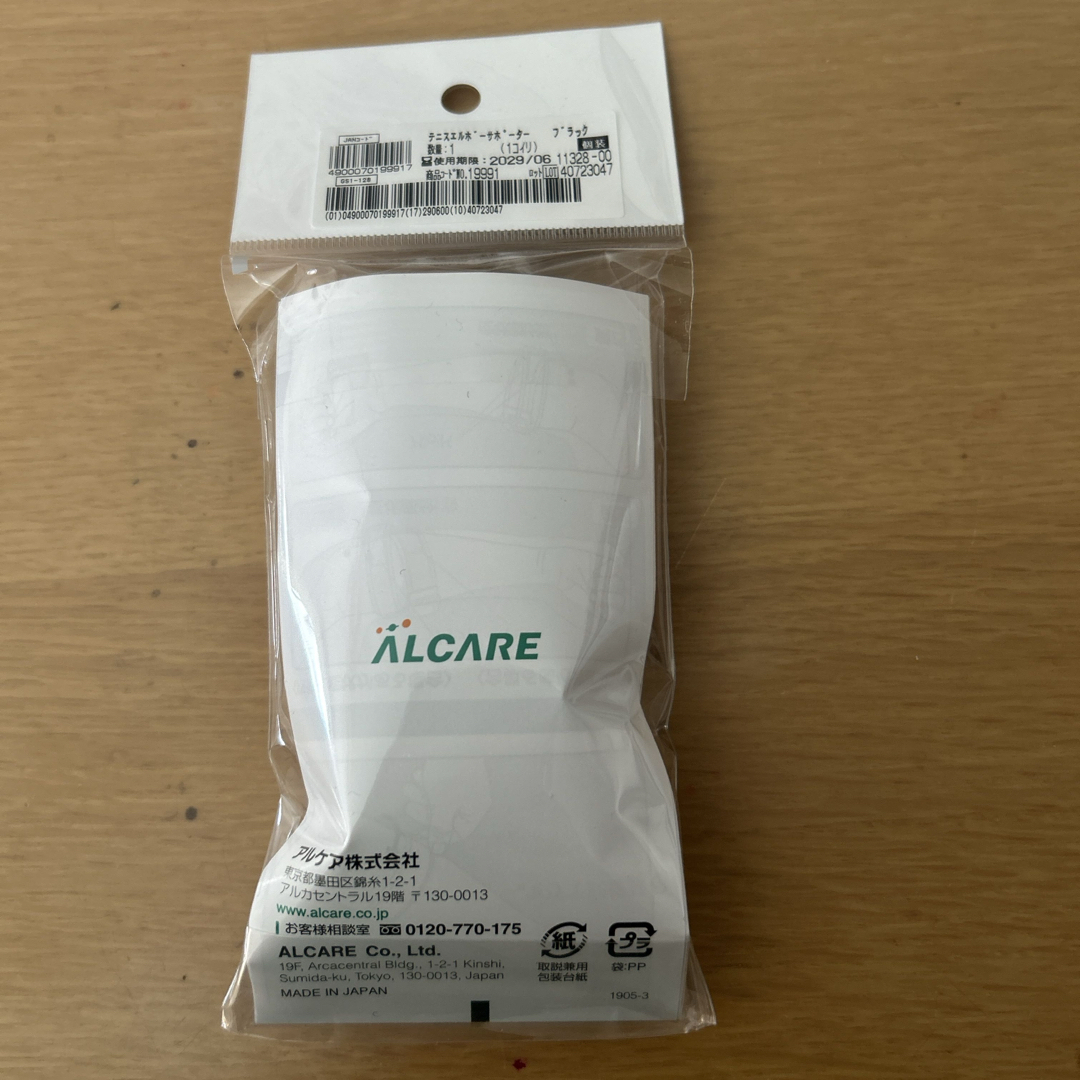 JANコード
4900070199917
GS1-128
テニスエルボーサポーター ブラック
数量:1 (1コイリ) 個装
使用期限:2029/06 11328-00
商品コードNO.19991 ロット LOT 40723047
(01)04900070199917(17)290600(10)40723047
ALCARE
アルケア株式会社
東京都墨田区錦糸1-2-1
アルカセントラル19階 〒130-0013
www.alcare.co.jp
お客様相談室 0120-770-175
ALCARE Co., Ltd.
19F, Arcacentral Bldg., 1-2-1 Kinshi,
Sumida-ku, Tokyo, 130-0013, Japan
MADE IN JAPAN
紙
取説兼用
包装台紙
プラ
袋:PP
1905-3